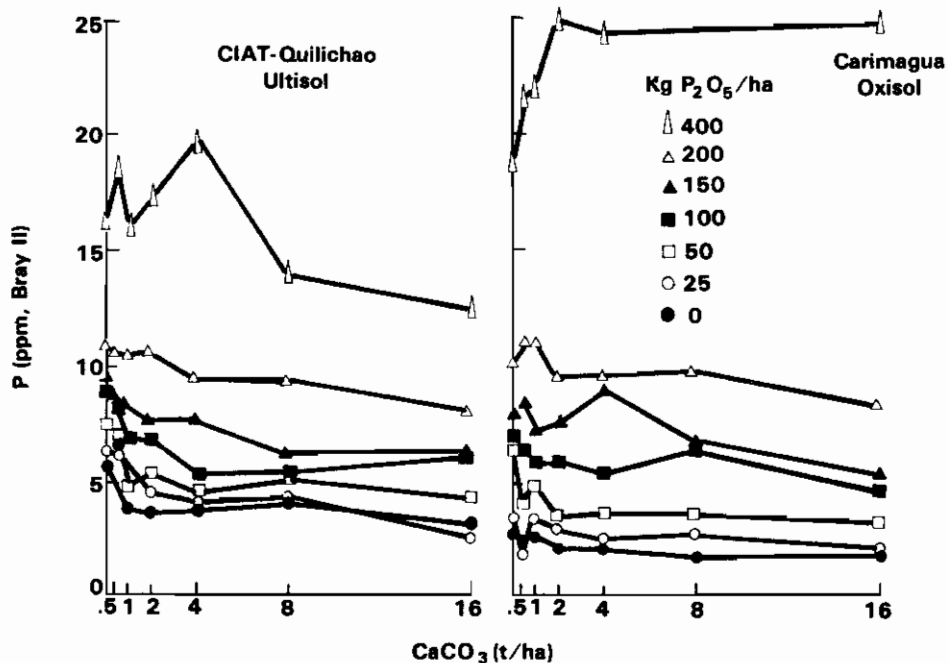 P (ppm, Bray II)
25
20
15
10
5
0
CIAT-Quilichao
Ultisol
.5 1 2 4 8 16
Carimagua
Oxisol
Kg P₂O₅/ha
400
200
150
100
50
25
0
.5 1 2 4 8 16
CaCO₃ (t/ha)